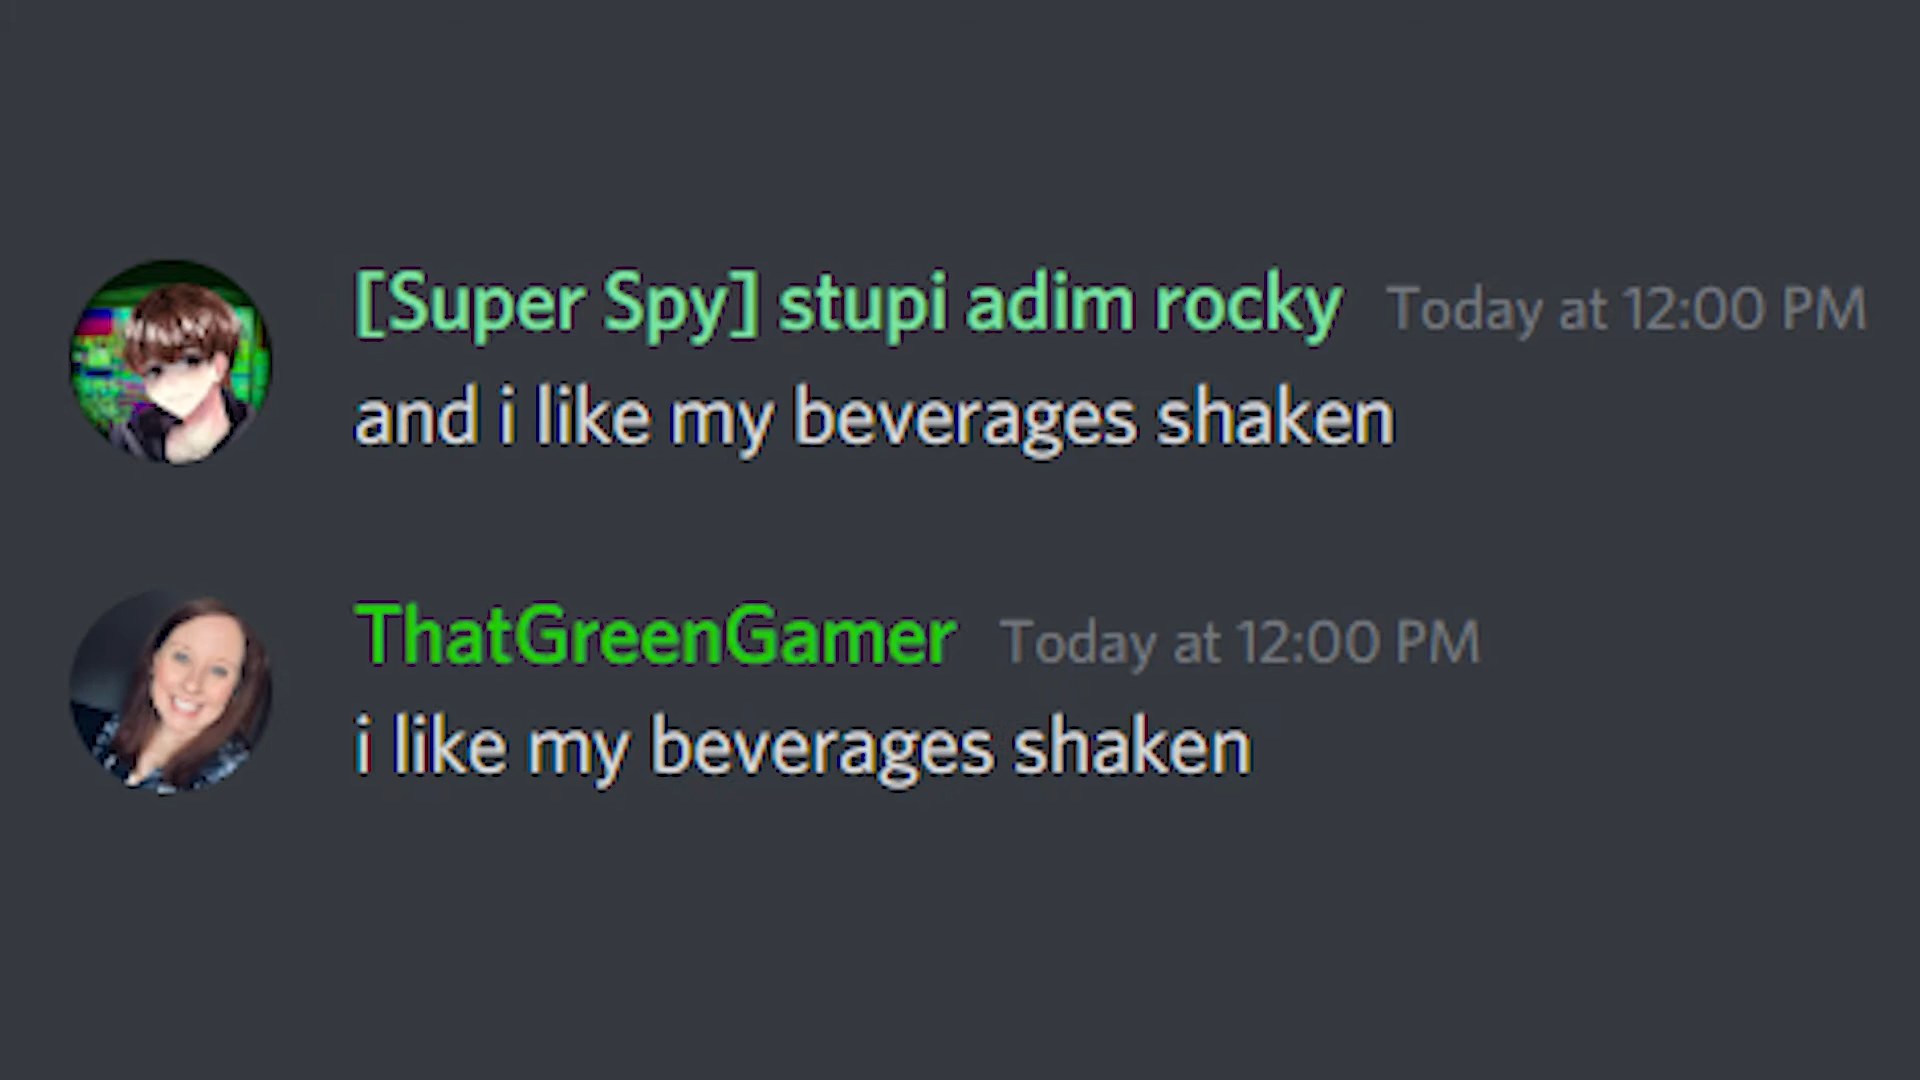 [Super Spy] stupi adim rocky Today at 12:00 PM
and i like my beverages shaken
ThatGreenGamer Today at 12:00 PM
i like my beverages shaken